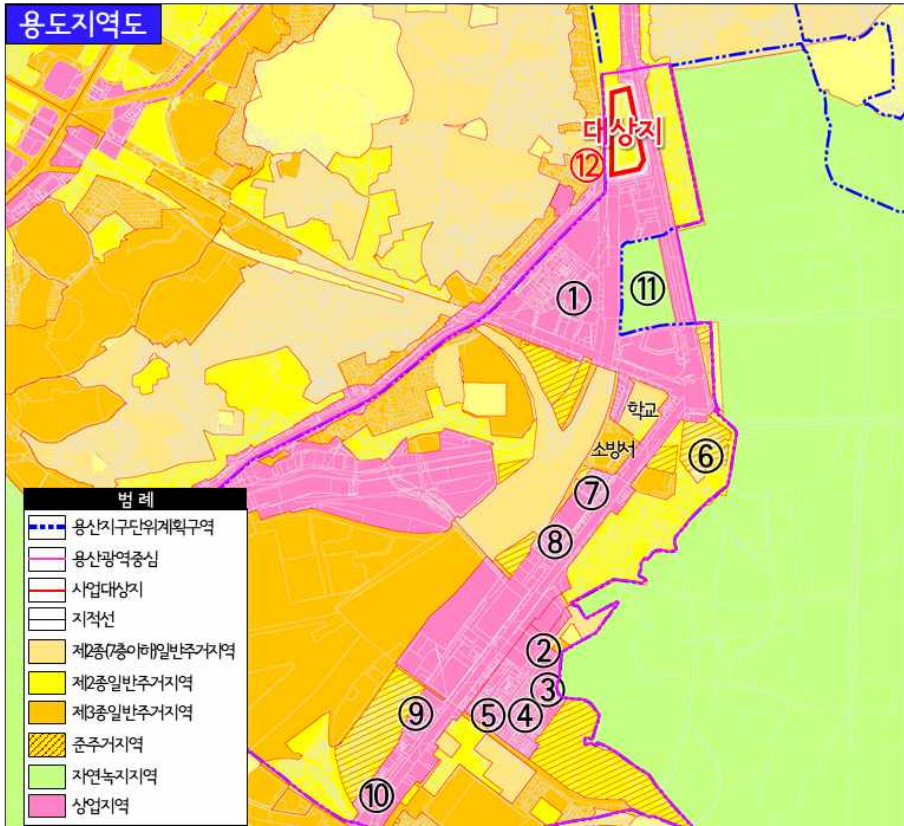 용도지역도
대상지
⑫
①
⑪
학교
소방서
⑥
⑦
⑧
②
③
⑤
④
⑨
⑩
범 례
용산지구단위계획구역
용산광역중심
사업대상지
지적선
제2종(7층이하)일반주거지역
제2종일반주거지역
제3종일반주거지역
준주거지역
자연녹지지역
상업지역